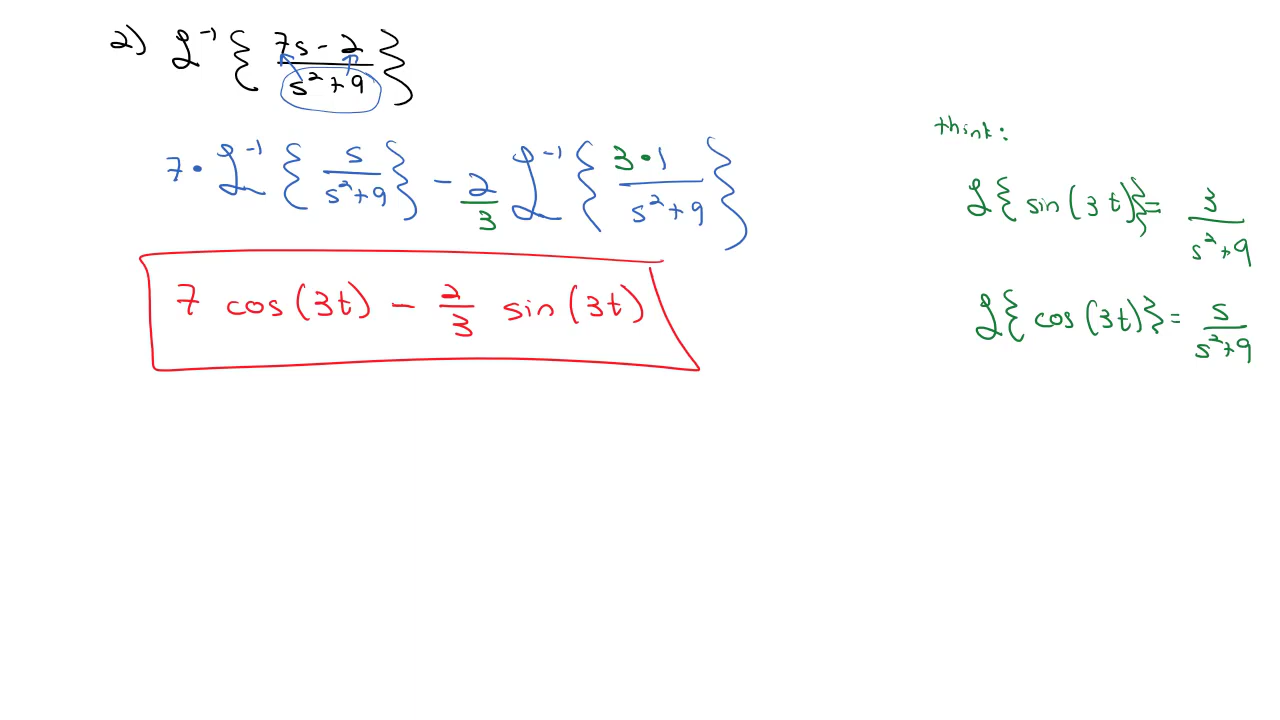 2) ℒ⁻¹ { (7s - 2)/(s² + 9) }
7 • ℒ⁻¹ { s/(s² + 9) } - 2/3 ℒ⁻¹ { (3 • 1)/(s² + 9) }
7 cos(3t) - 2/3 sin(3t)
think:
ℒ{ sin(3t) } = 3/(s² + 9)
ℒ{ cos(3t) } = s/(s² + 9)